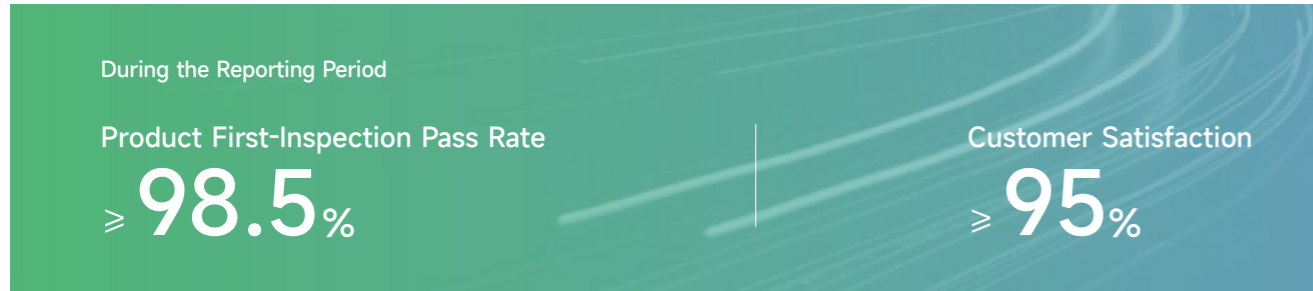 During the Reporting Period
Product First-Inspection Pass Rate
⩾ 98.5%
Customer Satisfaction
⩾ 95%